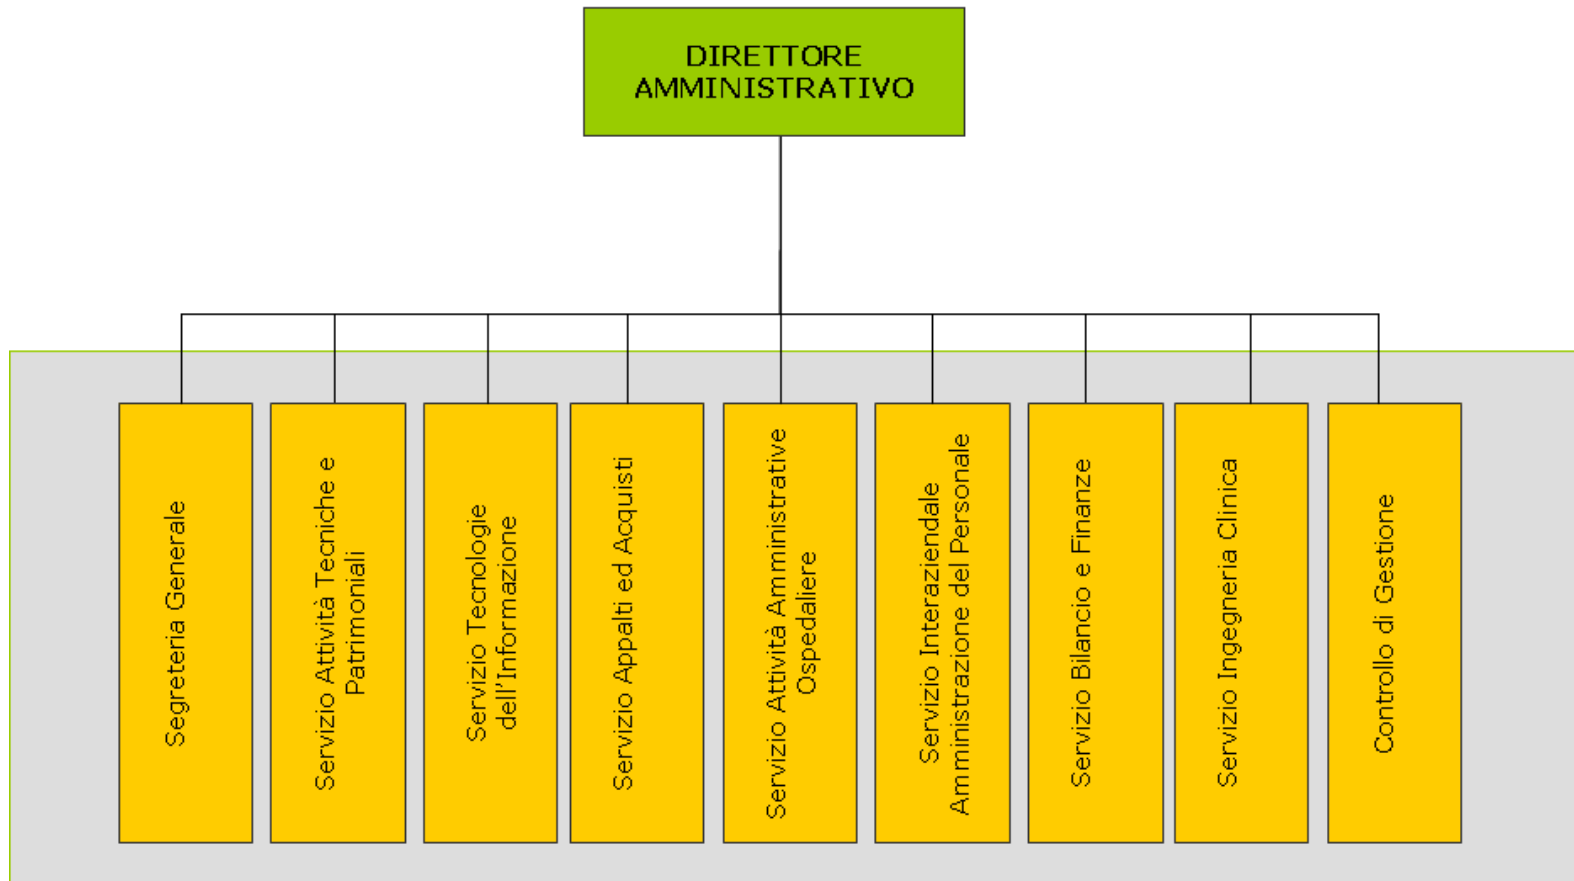 DIRETTORE
AMMINISTRATIVO
Segreteria Generale
Servizio Attività Tecniche e
Patrimoniali
Servizio Tecnologie
dell'Informazione
Servizio Appalti ed Acquisti
Servizio Attività Amministrative
Ospedaliere
Servizio Interaziendale
Amministrazione del Personale
Servizio Bilancio e Finanze
Servizio Ingegneria Clinica
Controllo di Gestione